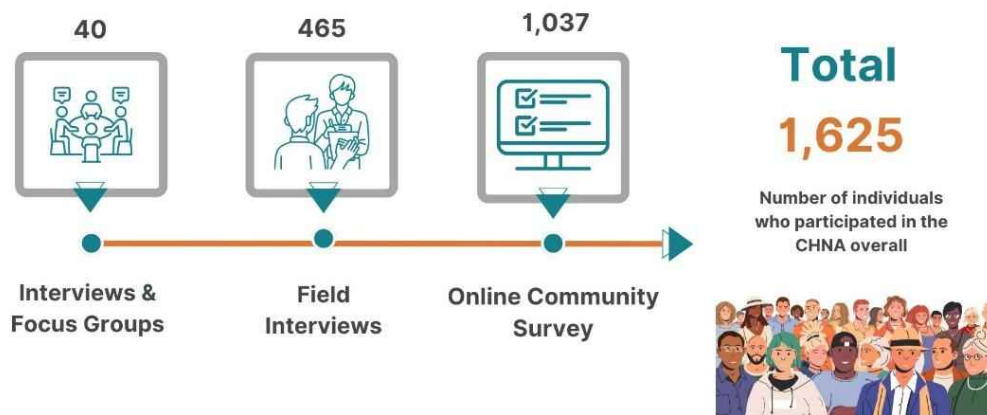 40
465
1,037
Interviews &
Focus Groups
Field
Interviews
Online Community
Survey
Total
1,625
Number of individuals
who participated in the
CHNA overall